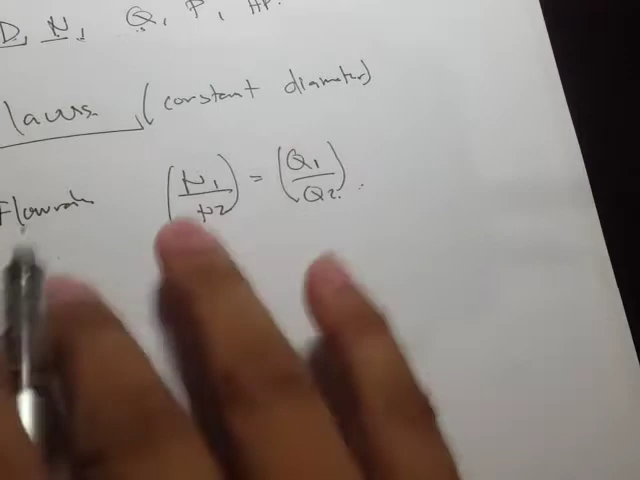 D, N, Q, P, HP.
laws (constant diameter)
Flowrate (N1/N2) = (Q1/Q2).